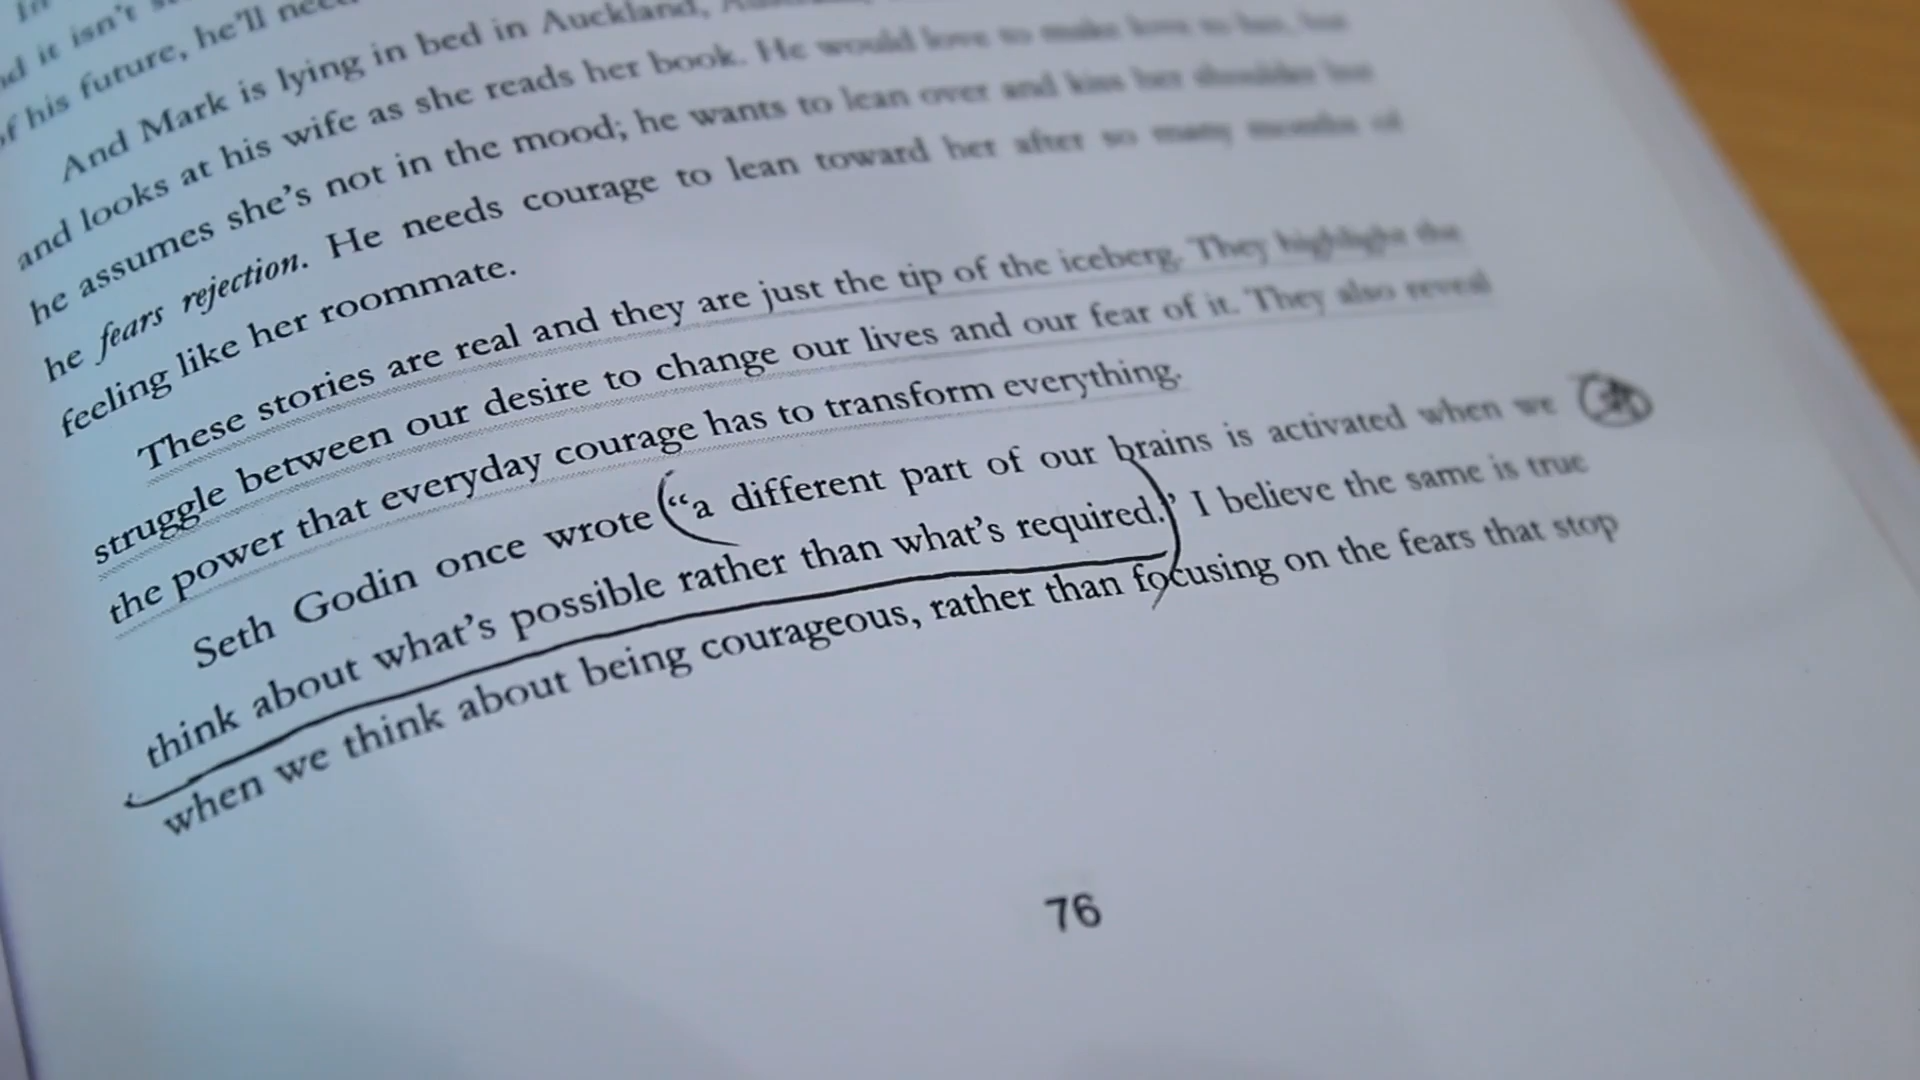 In
nd it isn't
of his future, he'll need
And Mark is lying in bed in Auckland,
and looks at his wife as she reads her book. He would love to make love to her, but
he assumes she's not in the mood; he wants to lean over and kiss her shoulder but
he fears rejection. He needs courage to lean toward her after so many months of
feeling like her roommate.
These stories are real and they are just the tip of the iceberg. They highlight the
struggle between our desire to change our lives and our fear of it. They also reveal
the power that everyday courage has to transform everything.
Seth Godin once wrote “a different part of our brains is activated when we
think about what's possible rather than what's required.” I believe the same is true
when we think about being courageous, rather than focusing on the fears that stop
76